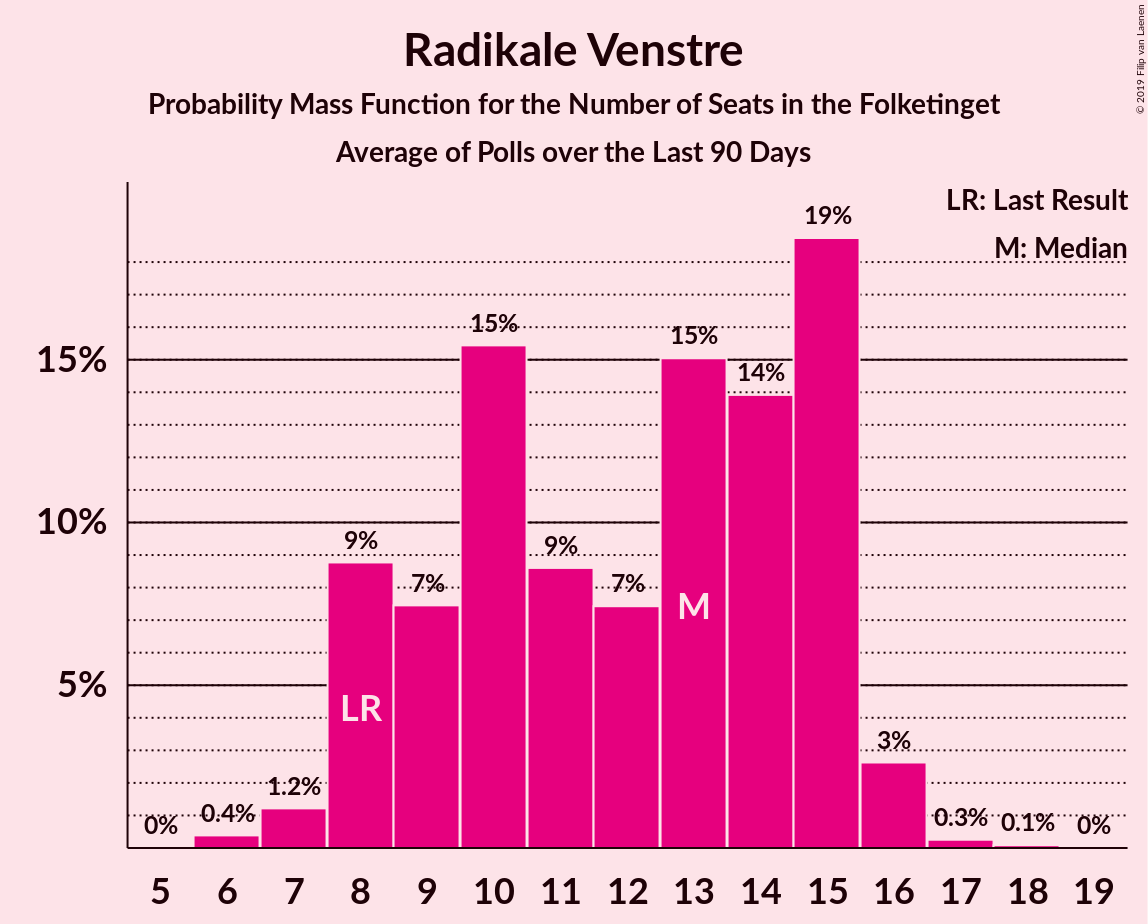 Radikale Venstre
Probability Mass Function for the Number of Seats in the Folketinget
Average of Polls over the Last 90 Days
© 2019 Filip van Laenen
LR: Last Result
M: Median
15%
10%
5%
0%
0.4%
1.2%
9%
7%
15%
9%
7%
15%
14%
19%
3%
0.3%
0.1%
0%
LR
M
5 6 7 8 9 10 11 12 13 14 15 16 17 18 19